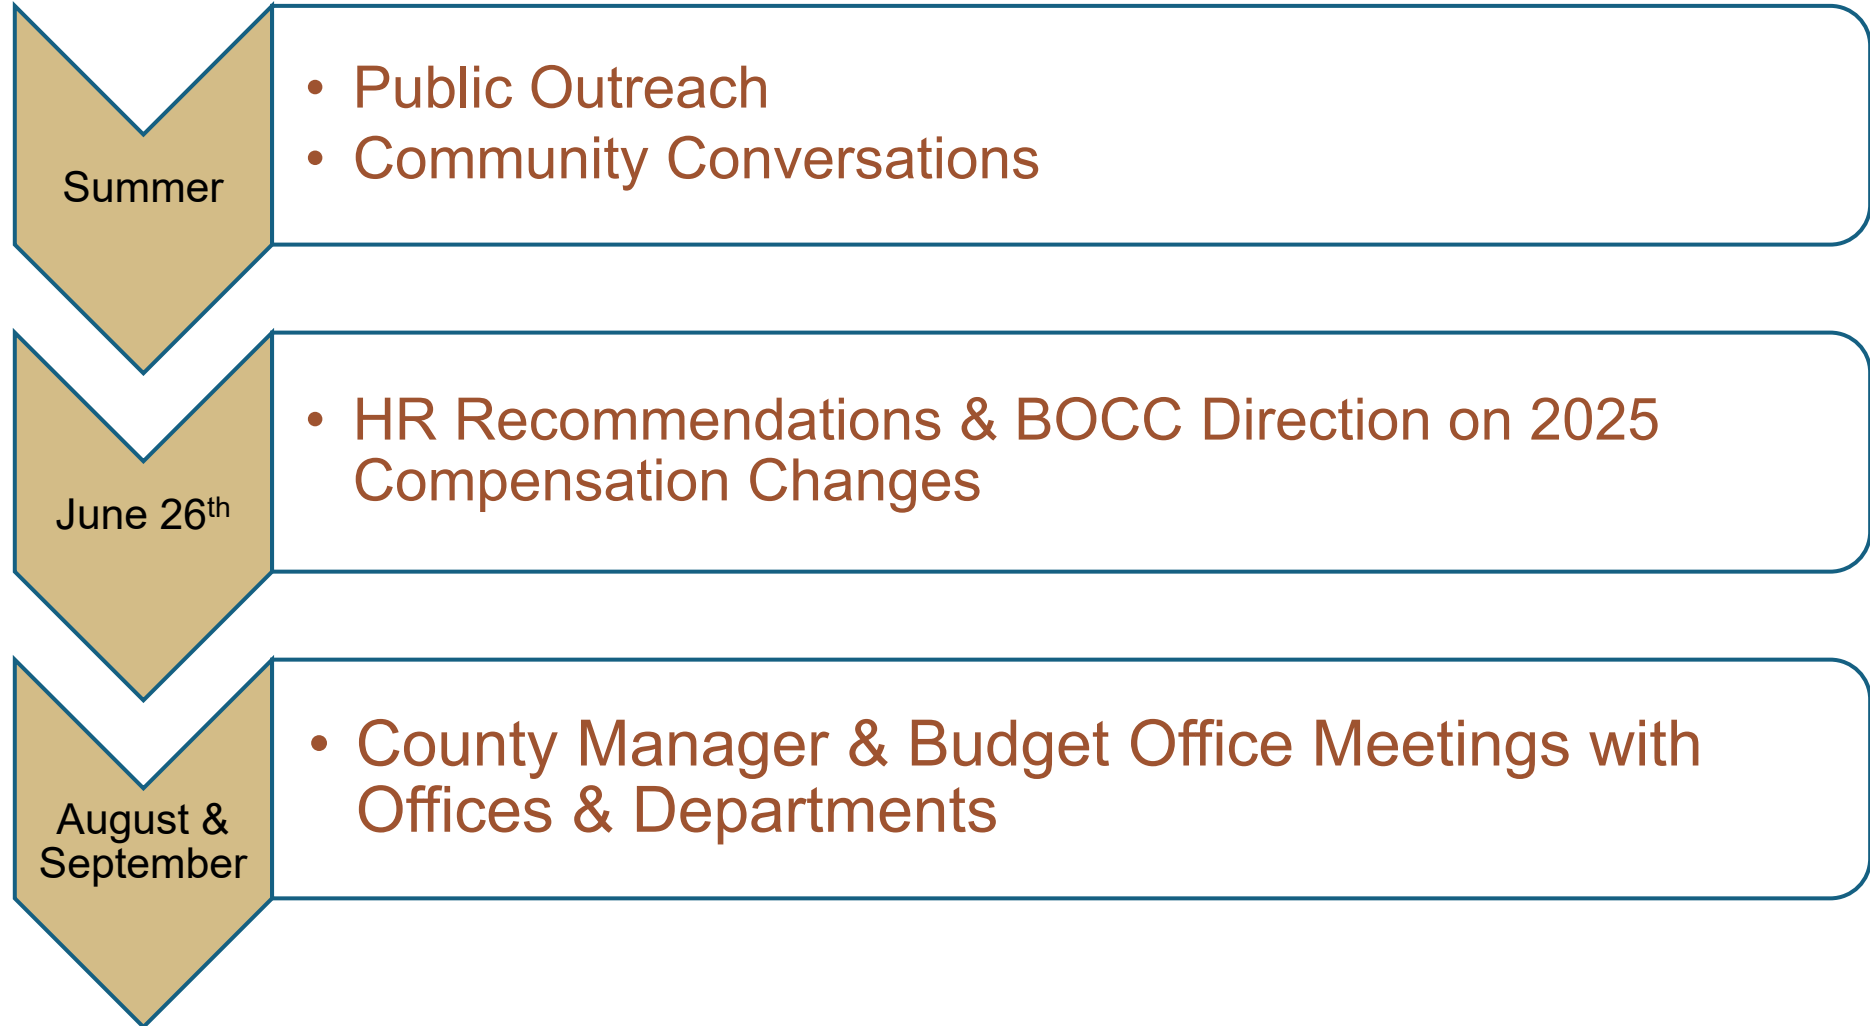 Summer
• Public Outreach
• Community Conversations
June 26th
• HR Recommendations & BOCC Direction on 2025
Compensation Changes
August &
September
• County Manager & Budget Office Meetings with
Offices & Departments